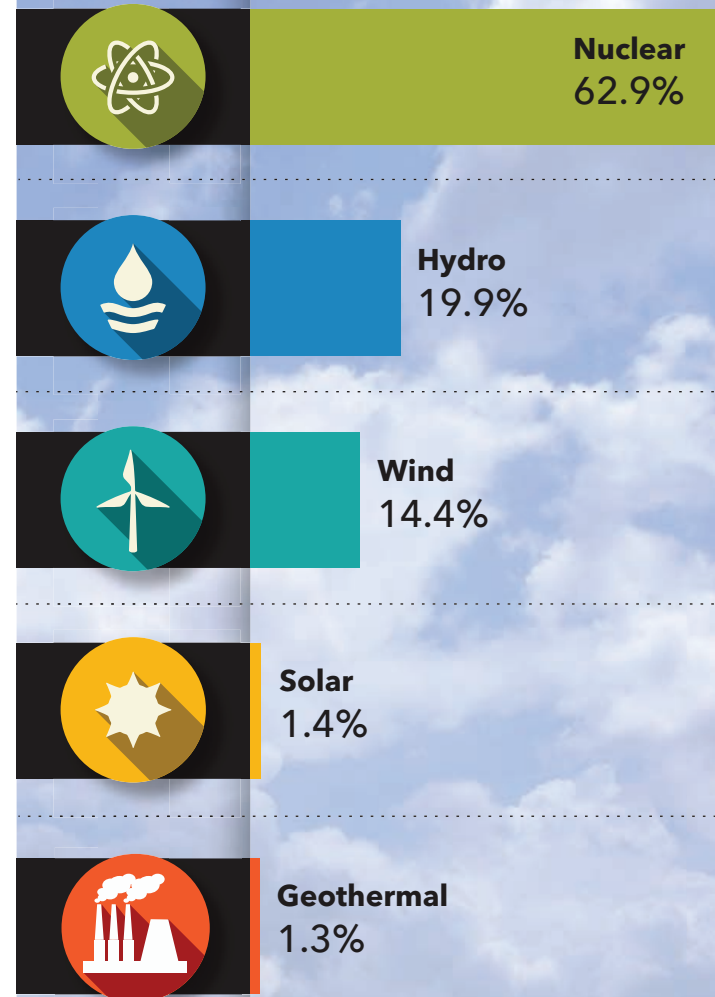 Nuclear
62.9%
Hydro
19.9%
Wind
14.4%
Solar
1.4%
Geothermal
1.3%